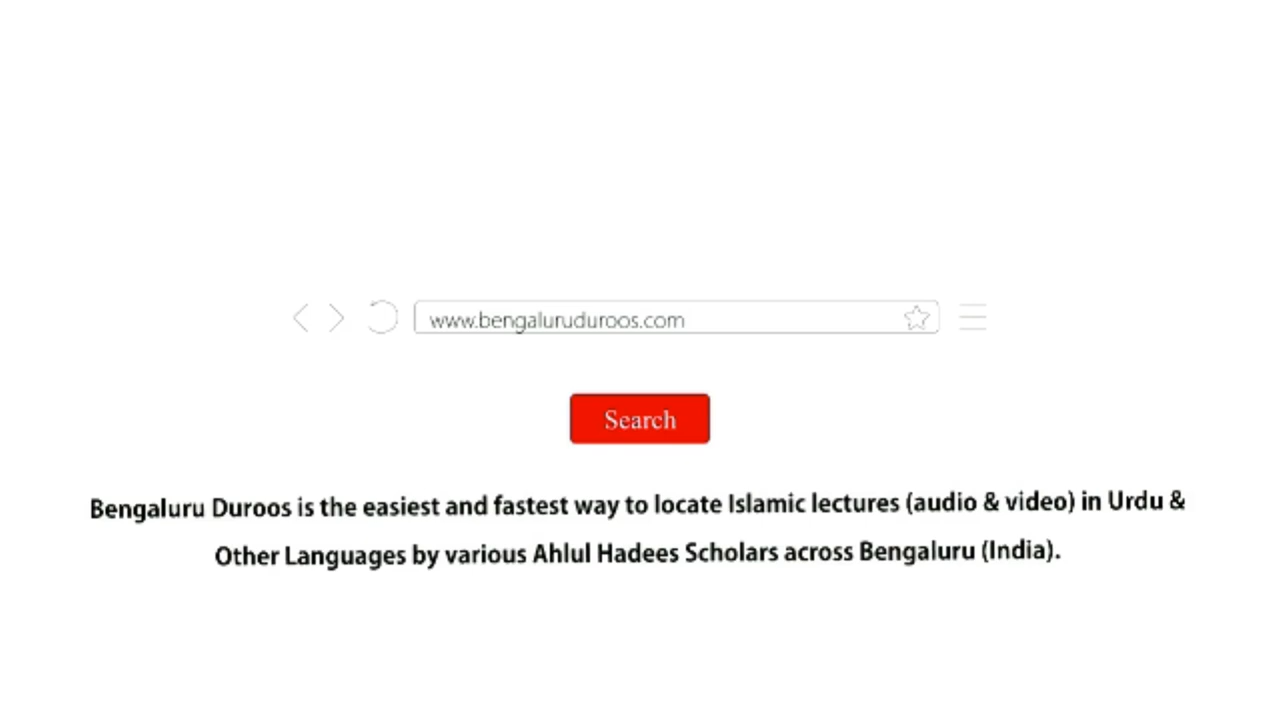 www.bengaluruduroos.com
Search
Bengaluru Duroos is the easiest and fastest way to locate Islamic lectures (audio & video) in Urdu &
Other Languages by various Ahlul Hadees Scholars across Bengaluru (India).